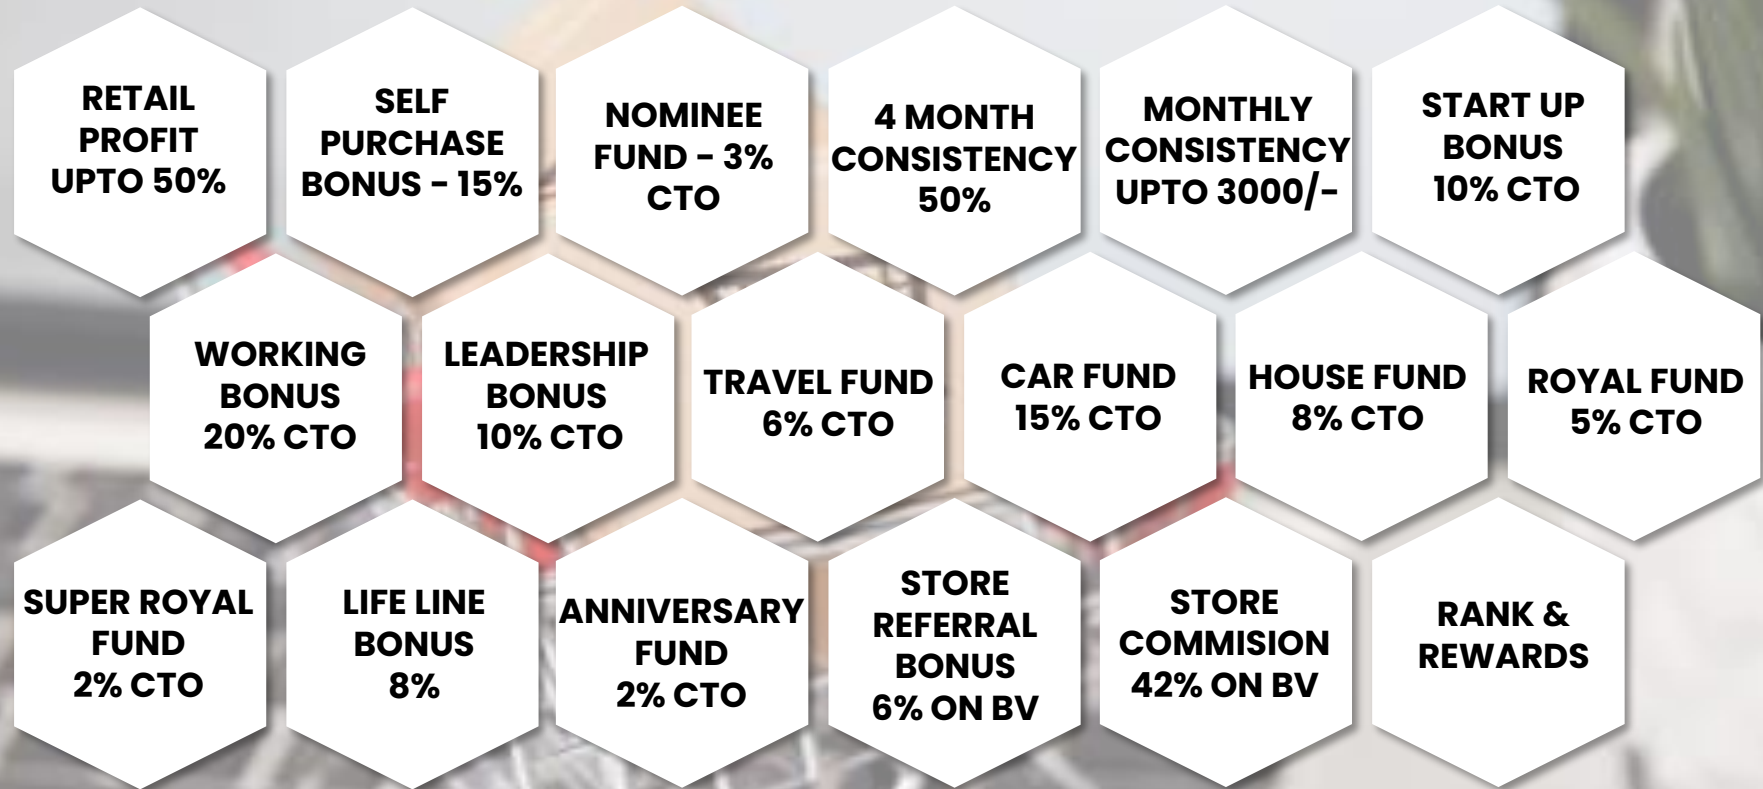 RETAIL
PROFIT
UPTO 50%
SELF
PURCHASE
BONUS - 15%
NOMINEE
FUND - 3%
CTO
4 MONTH
CONSISTENCY
50%
MONTHLY
CONSISTENCY
UPTO 3000/-
START UP
BONUS
10% CTO
WORKING
BONUS
20% CTO
LEADERSHIP
BONUS
10% CTO
TRAVEL FUND
6% CTO
CAR FUND
15% CTO
HOUSE FUND
8% CTO
ROYAL FUND
5% CTO
SUPER ROYAL
FUND
2% CTO
LIFE LINE
BONUS
8%
ANNIVERSARY
FUND
2% CTO
STORE
REFERRAL
BONUS
6% ON BV
STORE
COMMISION
42% ON BV
RANK &
REWARDS